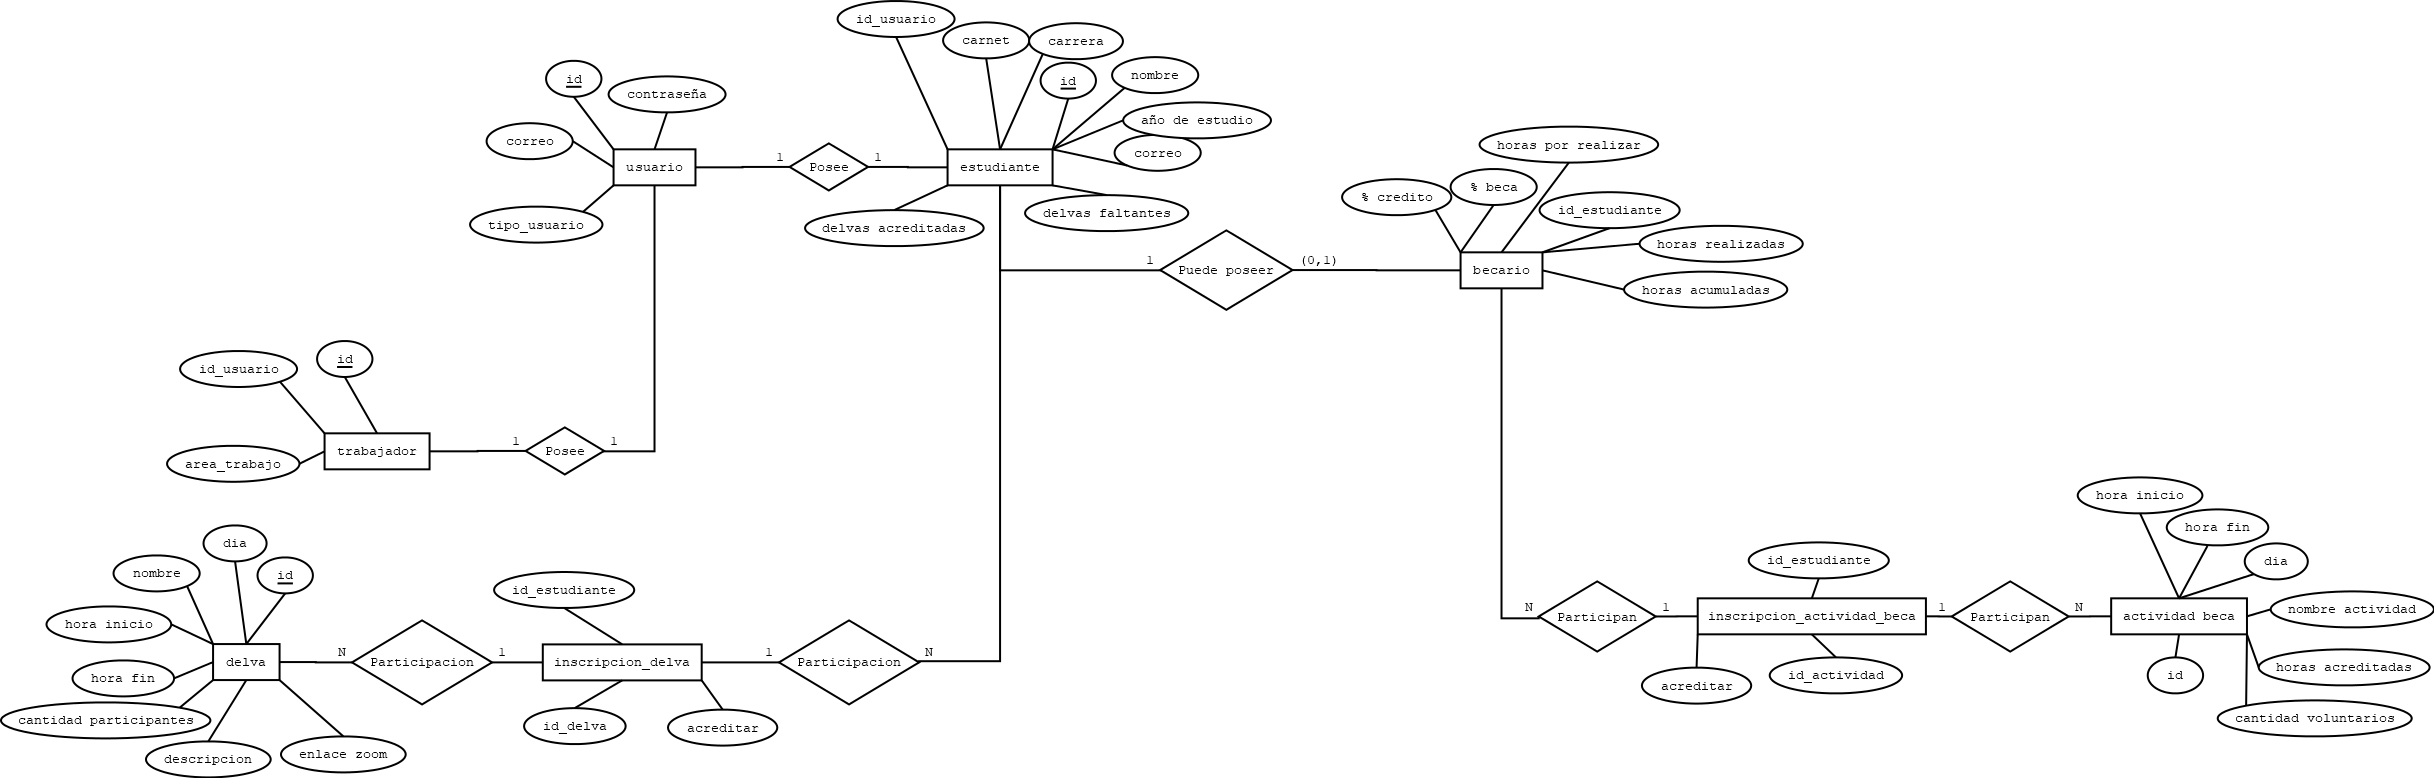 id_usuario
carnet
carrera
id
nombre
id
contraseña
año de estudio
correo
correo
horas por realizar
usuario
1
Posee
1
estudiante
% credito
% beca
tipo_usuario
delvas acreditadas
delvas faltantes
id_estudiante
horas realizadas
1
Puede poseer
(0,1)
becario
horas acumuladas
id_usuario
id
trabajador
1
Posee
1
area_trabajo
hora inicio
hora fin
dia
dia
nombre
id
id_estudiante
id_estudiante
hora inicio
N
Participan
1
inscripcion_actividad_beca
1
Participan
N
actividad beca
nombre actividad
delva
N
Participacion
1
inscripcion_delva
1
Participacion
N
hora fin
acreditar
id_actividad
id
horas acreditadas
cantidad participantes
id_delva
acreditar
cantidad voluntarios
descripcion
enlace zoom